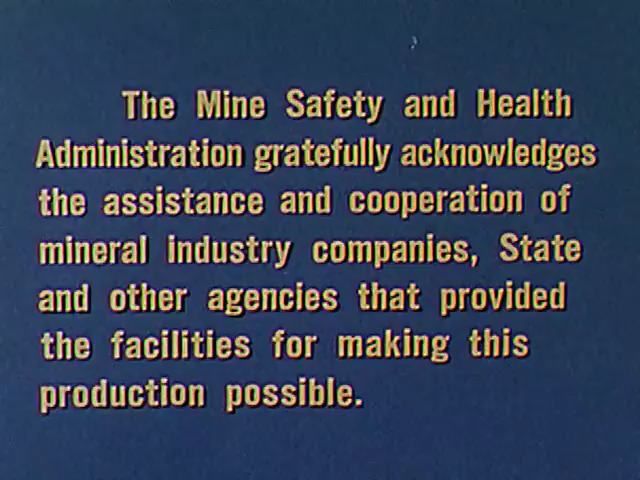 The Mine Safety and Health
Administration gratefully acknowledges
the assistance and cooperation of
mineral industry companies, State
and other agencies that provided
the facilities for making this
production possible.